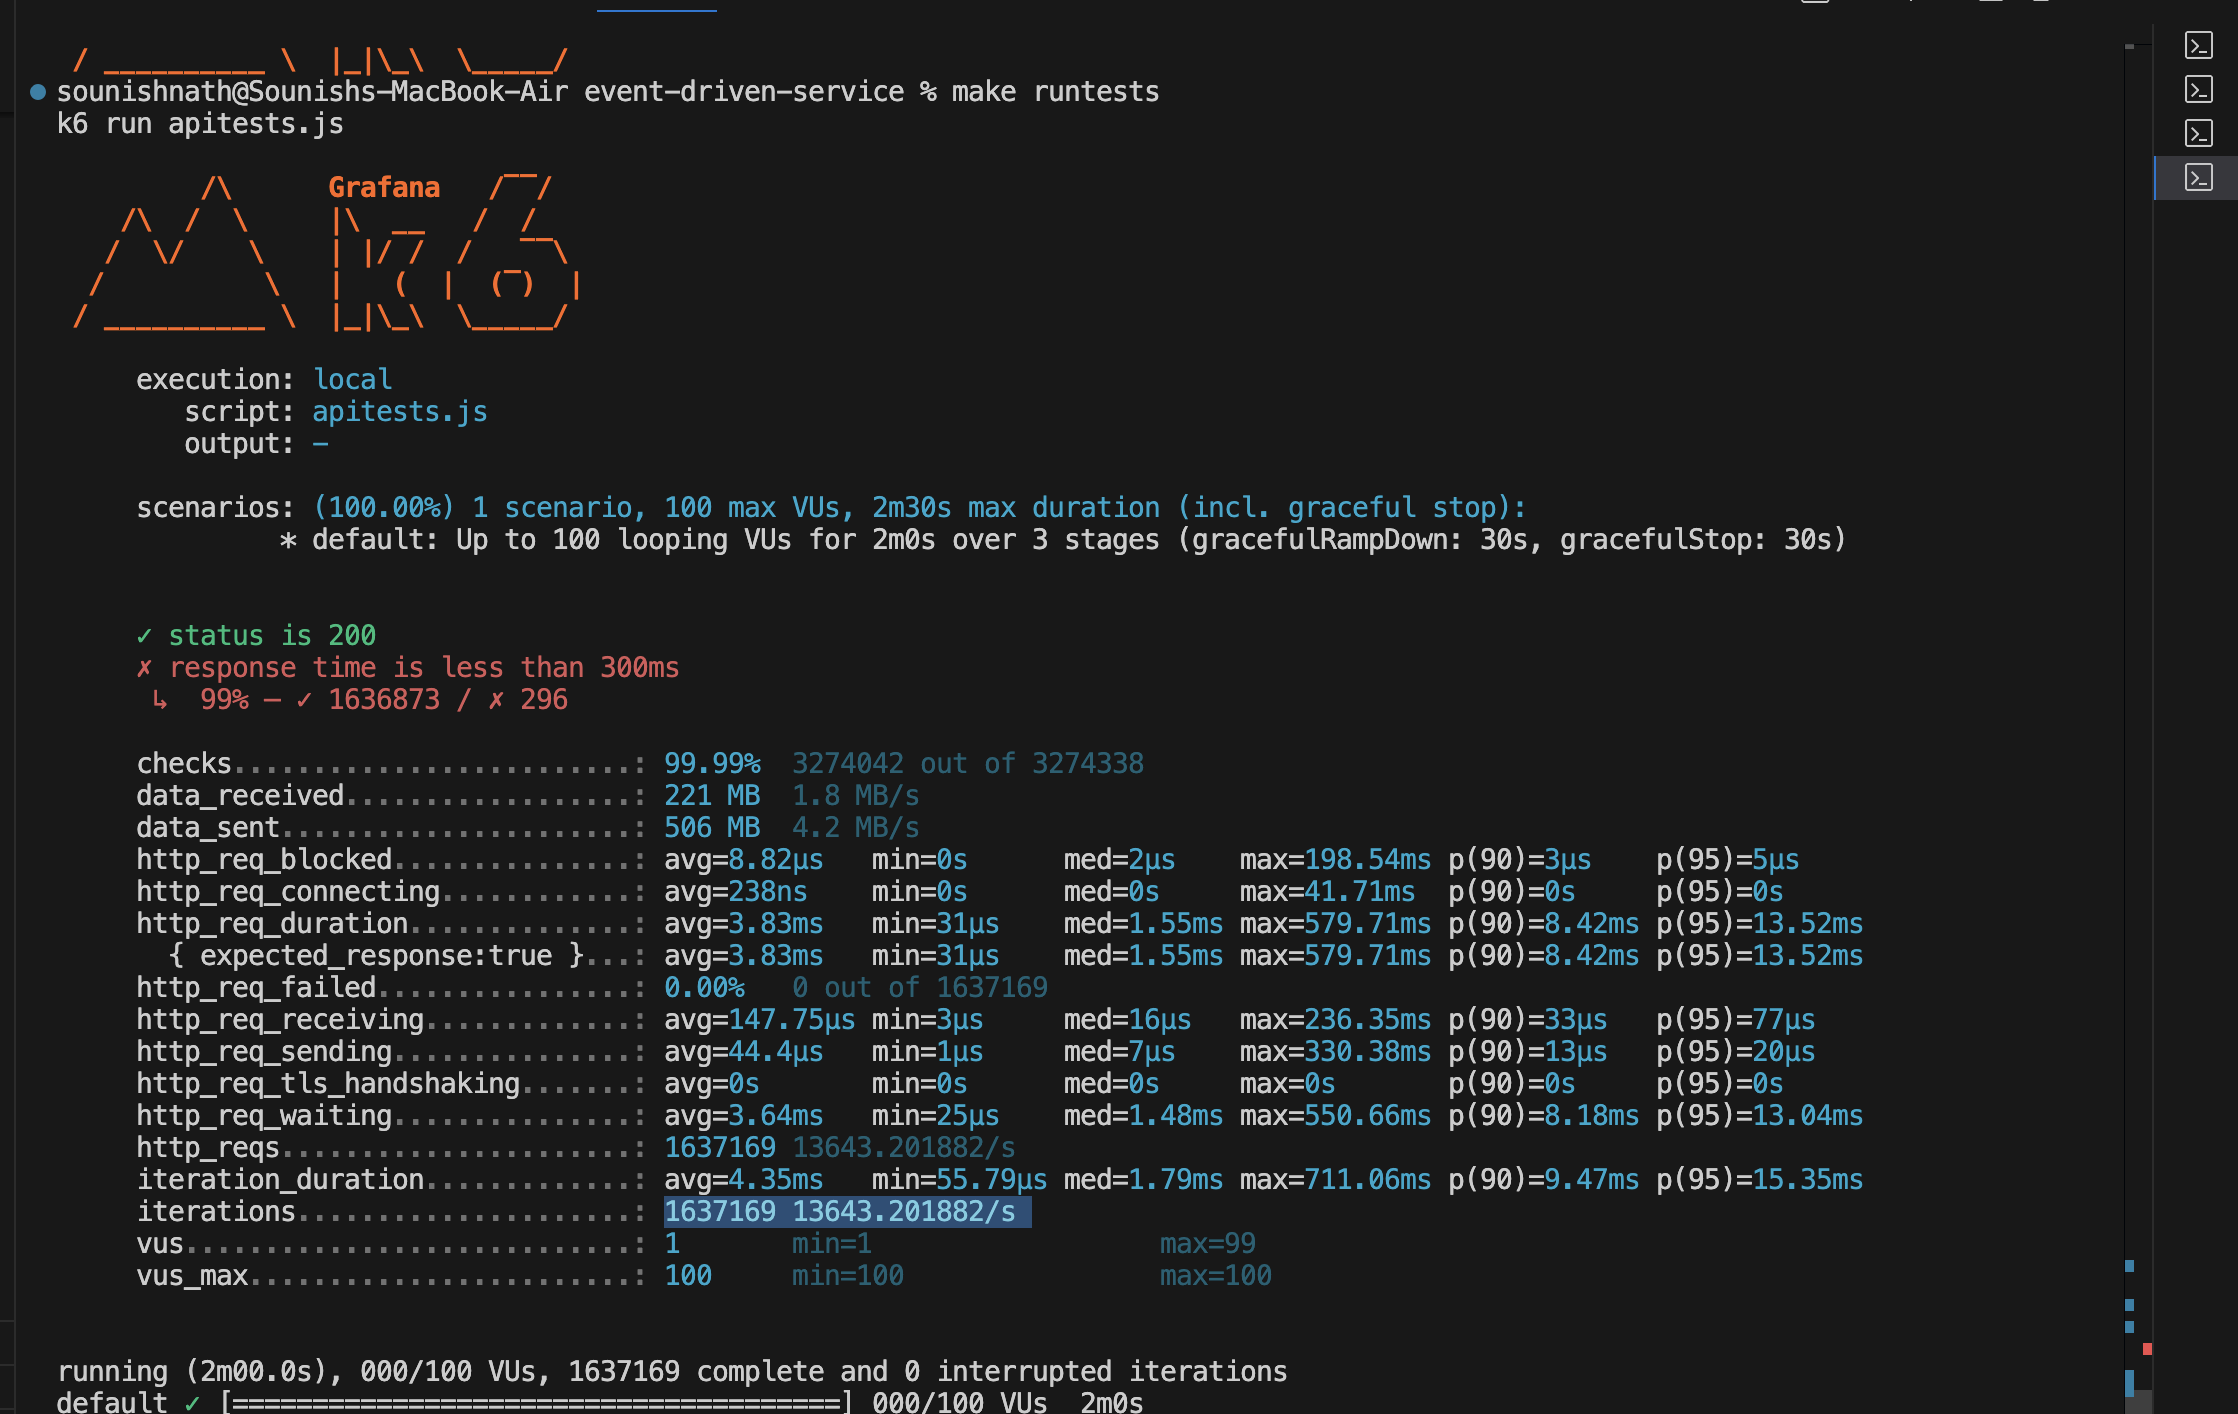 / __________ \  |_|\_\  \_____/
sounishnath@Sounishs-MacBook-Air event-driven-service % make runtests
k6 run apitests.js
         /\      Grafana   /‾‾/
    /\  /  \     |\  __   /  /
   /  \/    \    | |/ /  /   ‾‾\
  /          \   |   (  |  (‾)  |
 / __________ \  |_|\_\  \_____/
execution: local
script: apitests.js
output: -
scenarios: (100.00%) 1 scenario, 100 max VUs, 2m30s max duration (incl. graceful stop):
* default: Up to 100 looping VUs for 2m0s over 3 stages (gracefulRampDown: 30s, gracefulStop: 30s)
✓ status is 200
✗ response time is less than 300ms
↳  99% — ✓ 1636873 / ✗ 296
checks.........................: 99.99%  3274042 out of 3274338
data_received..................: 221 MB  1.8 MB/s
data_sent......................: 506 MB  4.2 MB/s
http_req_blocked...............: avg=8.82µs   min=0s      med=2µs    max=198.54ms p(90)=3µs    p(95)=5µs
http_req_connecting............: avg=238ns    min=0s      med=0s     max=41.71ms  p(90)=0s     p(95)=0s
http_req_duration..............: avg=3.83ms   min=31µs    med=1.55ms max=579.71ms p(90)=8.42ms p(95)=13.52ms
{ expected_response:true }...: avg=3.83ms   min=31µs    med=1.55ms max=579.71ms p(90)=8.42ms p(95)=13.52ms
http_req_failed................: 0.00%   0 out of 1637169
http_req_receiving.............: avg=147.75µs min=3µs     med=16µs   max=236.35ms p(90)=33µs   p(95)=77µs
http_req_sending...............: avg=44.4µs   min=1µs     med=7µs    max=330.38ms p(90)=13µs   p(95)=20µs
http_req_tls_handshaking.......: avg=0s       min=0s      med=0s     max=0s       p(90)=0s     p(95)=0s
http_req_waiting...............: avg=3.64ms   min=25µs    med=1.48ms max=550.66ms p(90)=8.18ms p(95)=13.04ms
http_reqs......................: 1637169 13643.201882/s
iteration_duration.............: avg=4.35ms   min=55.79µs med=1.79ms max=711.06ms p(90)=9.47ms p(95)=15.35ms
iterations.....................: 1637169 13643.201882/s
vus............................: 1       min=1                  max=99
vus_max........................: 100     min=100                max=100
running (2m00.0s), 000/100 VUs, 1637169 complete and 0 interrupted iterations
default ✓ [======================================] 000/100 VUs  2m0s